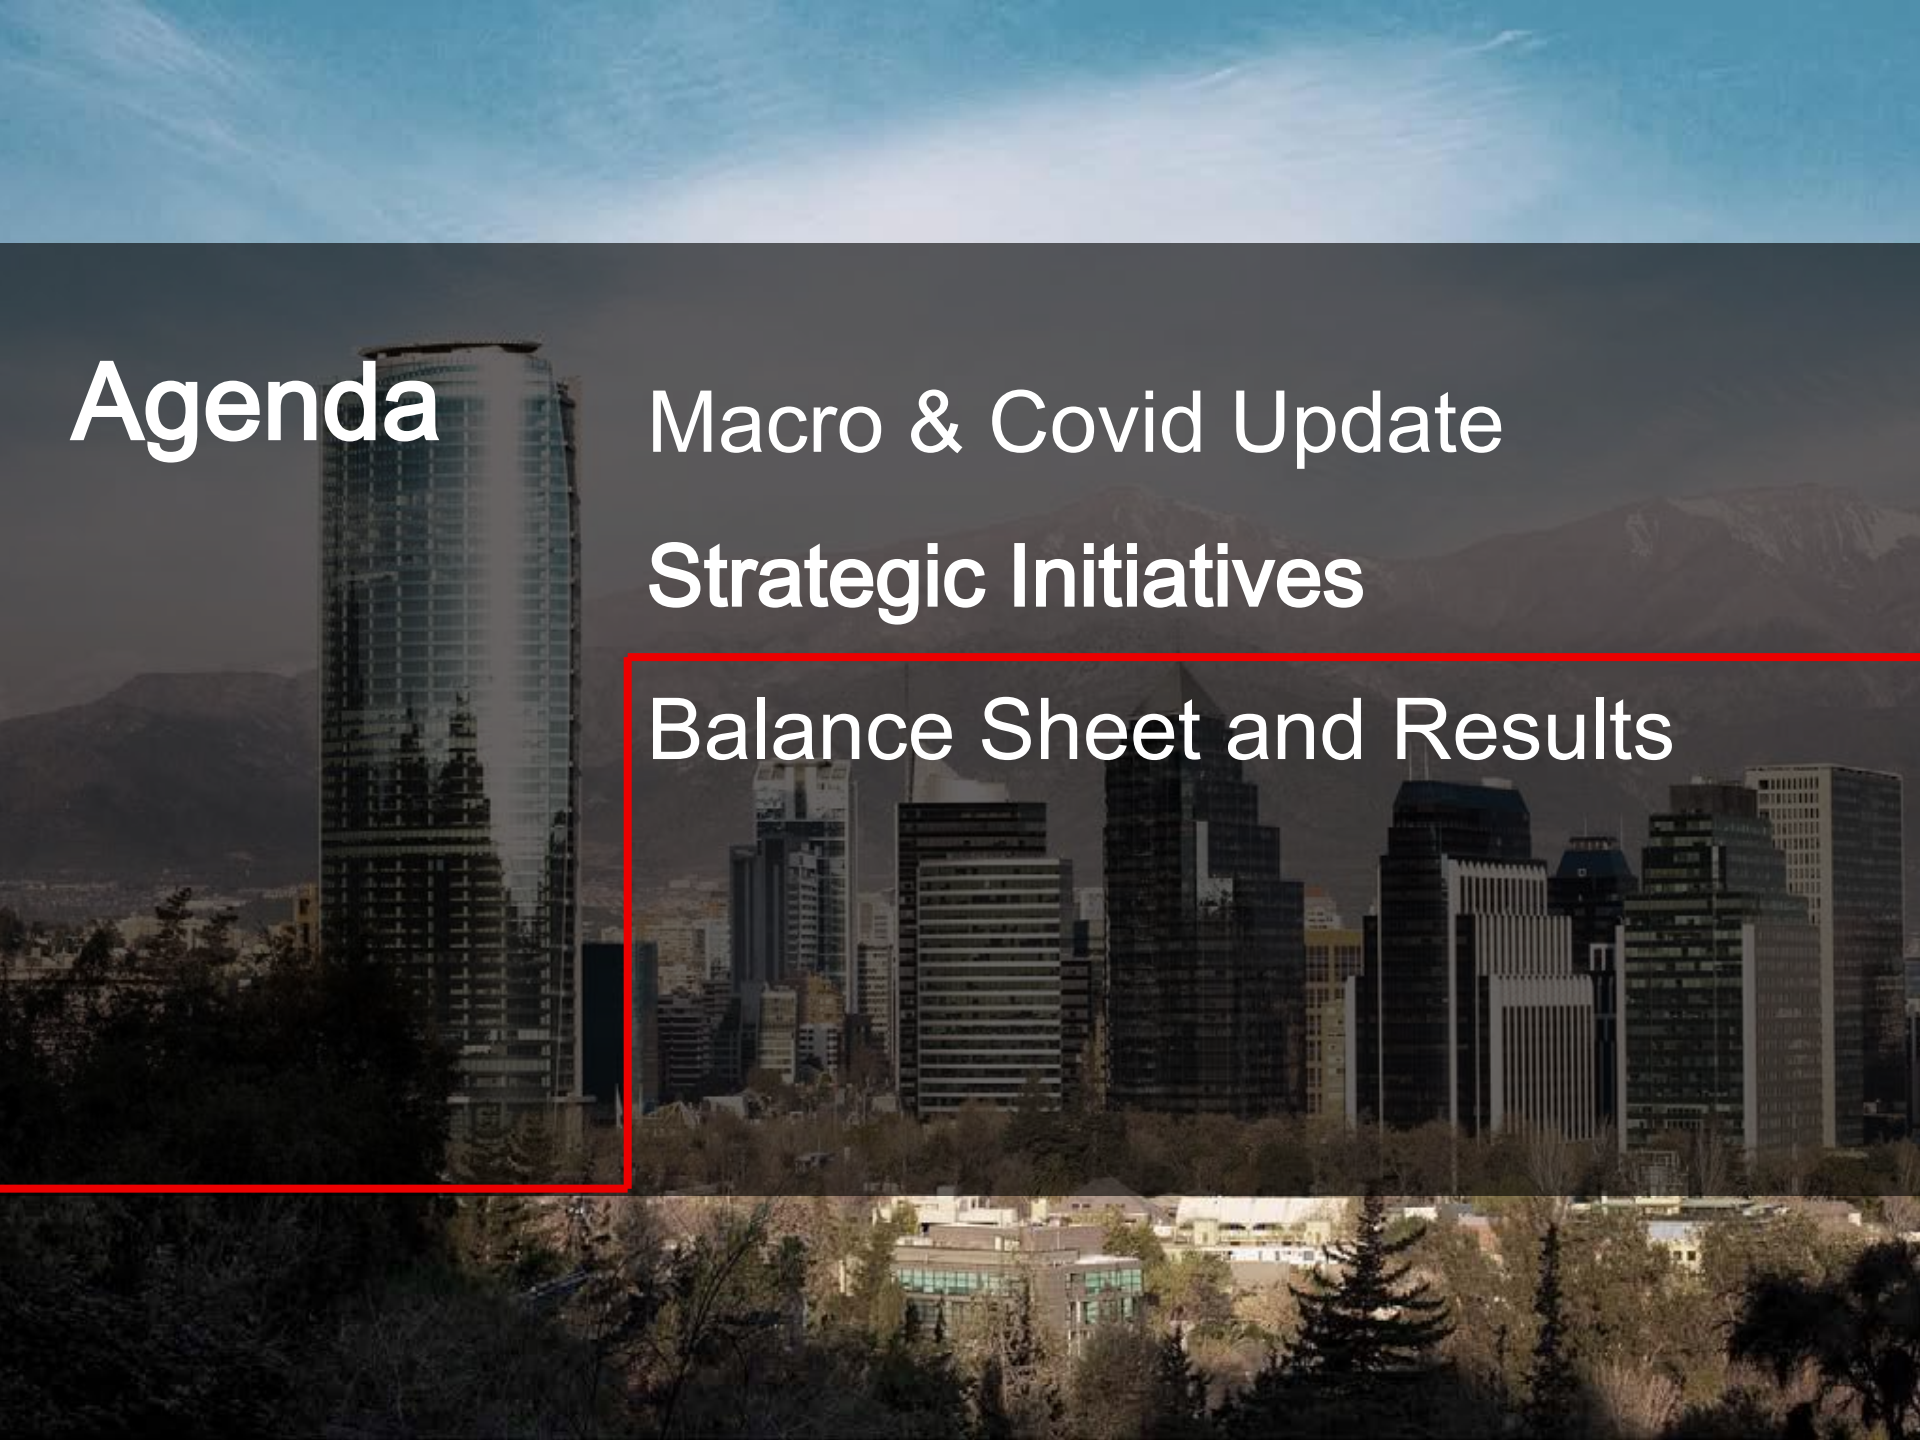 Agenda
Macro & Covid Update
Strategic Initiatives
Balance Sheet and Results